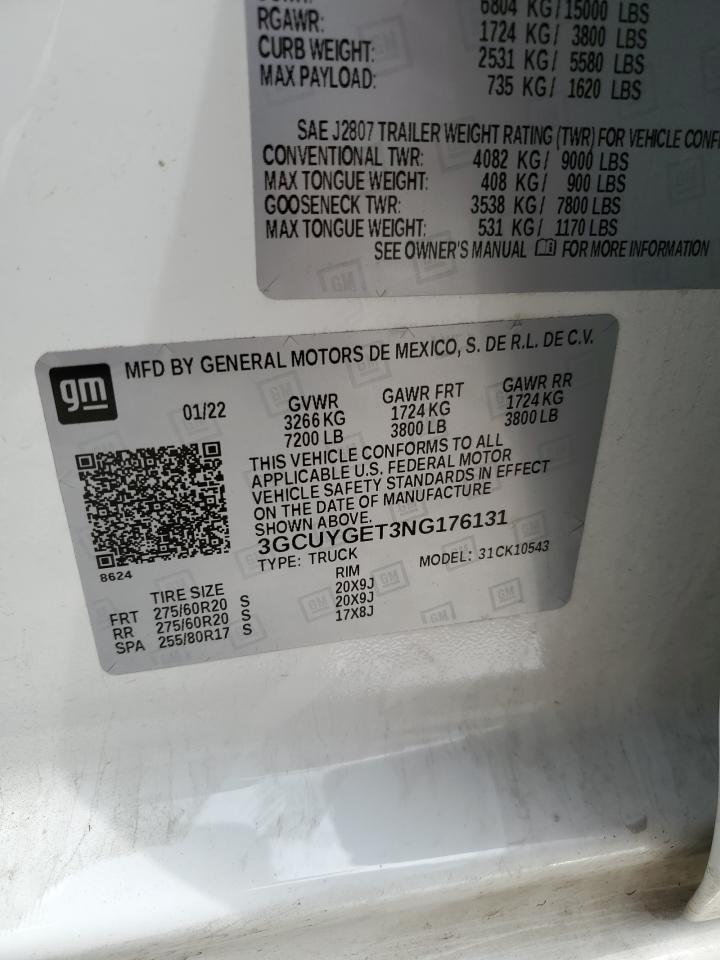 6804 KG/ 15000 LBS
RGAWR: 1724 KG/ 3800 LBS
CURB WEIGHT: 2531 KG/ 5580 LBS
MAX PAYLOAD: 735 KG/ 1620 LBS
SAE J2807 TRAILER WEIGHT RATING (TWR) FOR VEHICLE CONFI
CONVENTIONAL TWR: 4082 KG/ 9000 LBS
MAX TONGUE WEIGHT: 408 KG/ 900 LBS
GOOSENECK TWR: 3538 KG/ 7800 LBS
MAX TONGUE WEIGHT: 531 KG/ 1170 LBS
SEE OWNER'S MANUAL FOR MORE INFORMATION
gm
MFD BY GENERAL MOTORS DE MEXICO, S. DE R.L. DE C.V.
01/22 GVWR GAWR FRT GAWR RR
3266 KG 1724 KG 1724 KG
7200 LB 3800 LB 3800 LB
THIS VEHICLE CONFORMS TO ALL
APPLICABLE U.S. FEDERAL MOTOR
VEHICLE SAFETY STANDARDS IN EFFECT
ON THE DATE OF MANUFACTURE
SHOWN ABOVE.
3GCUYGET3NG176131
8624
TYPE: TRUCK MODEL: 31CK10543
TIRE SIZE RIM
FRT 275/60R20 S 20X9J
RR 275/60R20 S 20X9J
SPA 255/80R17 S 17X8J